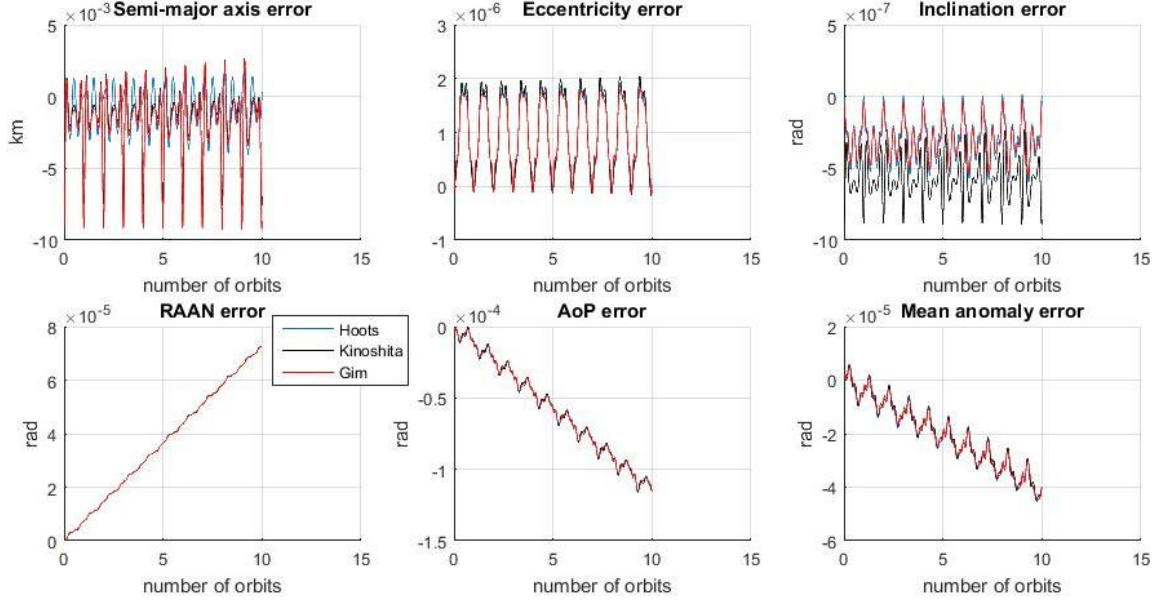 Semi-major axis error
×10^-3
5
0
-5
-10
km
0 5 10 15
number of orbits
Eccentricity error
×10^-6
3
2
1
0
-1
0 5 10 15
number of orbits
Inclination error
×10^-7
5
0
-5
-10
rad
0 5 10 15
number of orbits
RAAN error
×10^-5
8
6
4
2
0
rad
0 5 10 15
number of orbits
Hoots
Kinoshita
Gim
AoP error
×10^-4
0
-0.5
-1
-1.5
rad
0 5 10 15
number of orbits
Mean anomaly error
×10^-5
2
0
-2
-4
-6
rad
0 5 10 15
number of orbits